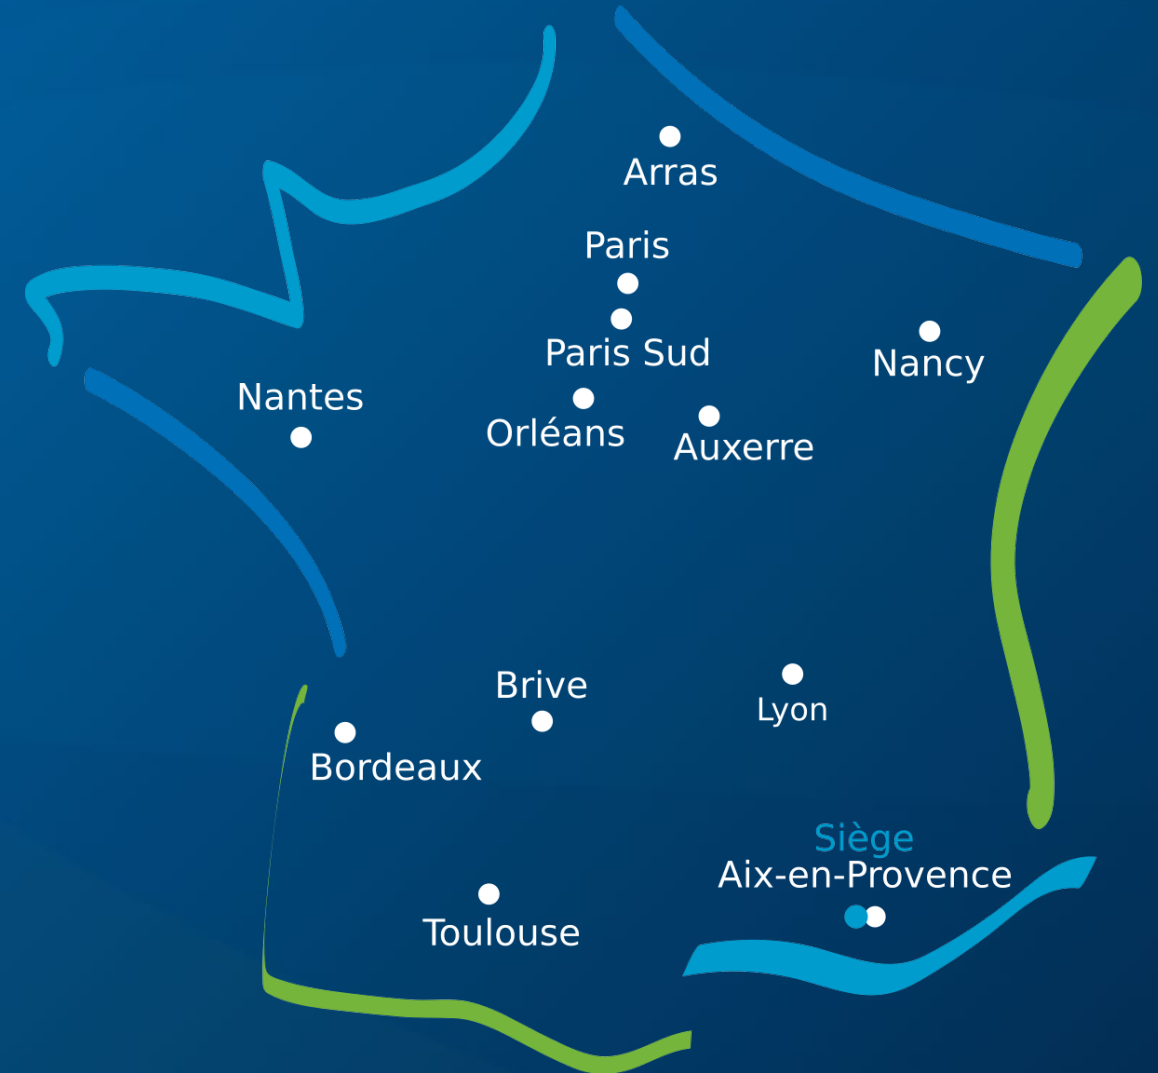 Arras
Paris
Paris Sud
Nancy
Nantes
Orléans
Auxerre
Brive
Lyon
Bordeaux
Siège
Aix-en-Provence
Toulouse